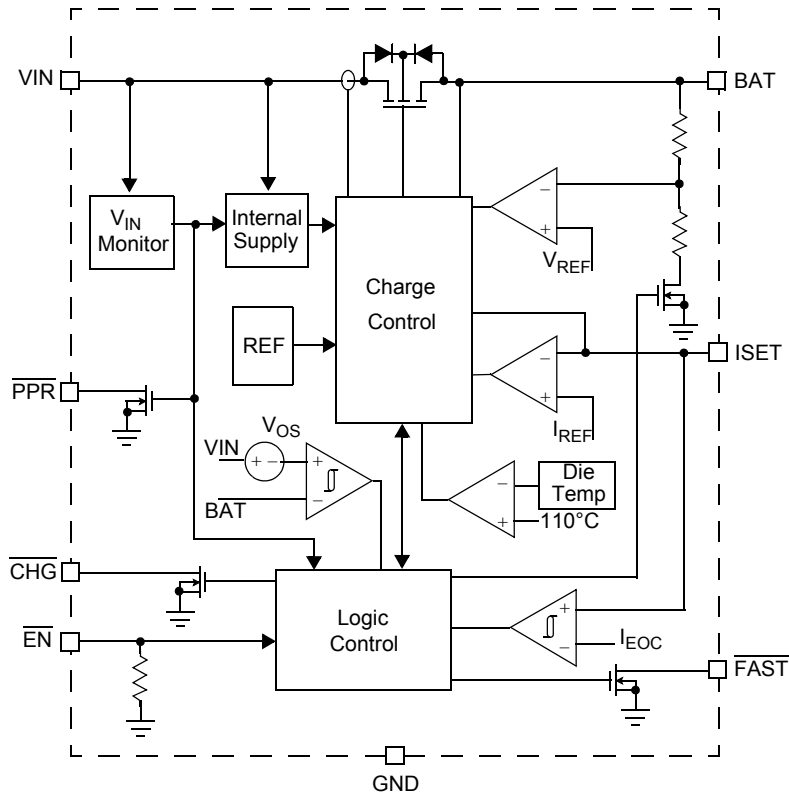 VIN
BAT
VIN
Monitor
Internal
Supply
Charge
Control
−
+
VREF
REF
−
+
IREF
ISET
PPR
VOS
VIN
+ −
+
−
BAT
−
+
Die
Temp
110°C
CHG
EN
Logic
Control
+
−
IEOC
FAST
GND